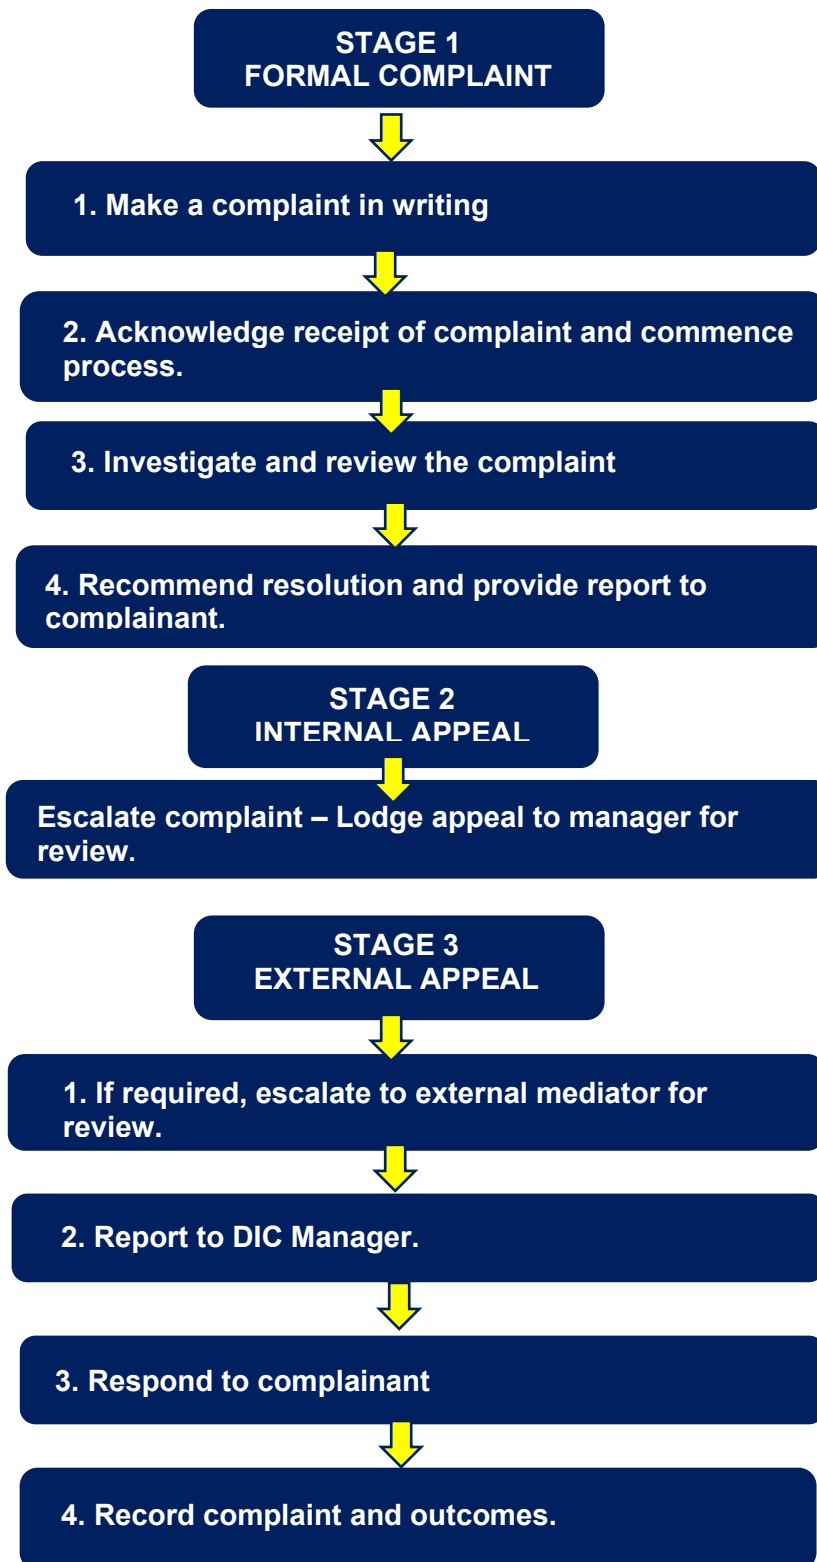 STAGE 1
FORMAL COMPLAINT
1. Make a complaint in writing
2. Acknowledge receipt of complaint and commence
process.
3. Investigate and review the complaint
4. Recommend resolution and provide report to
complainant.
STAGE 2
INTERNAL APPEAL
Escalate complaint – Lodge appeal to manager for
review.
STAGE 3
EXTERNAL APPEAL
1. If required, escalate to external mediator for
review.
2. Report to DIC Manager.
3. Respond to complainant
4. Record complaint and outcomes.